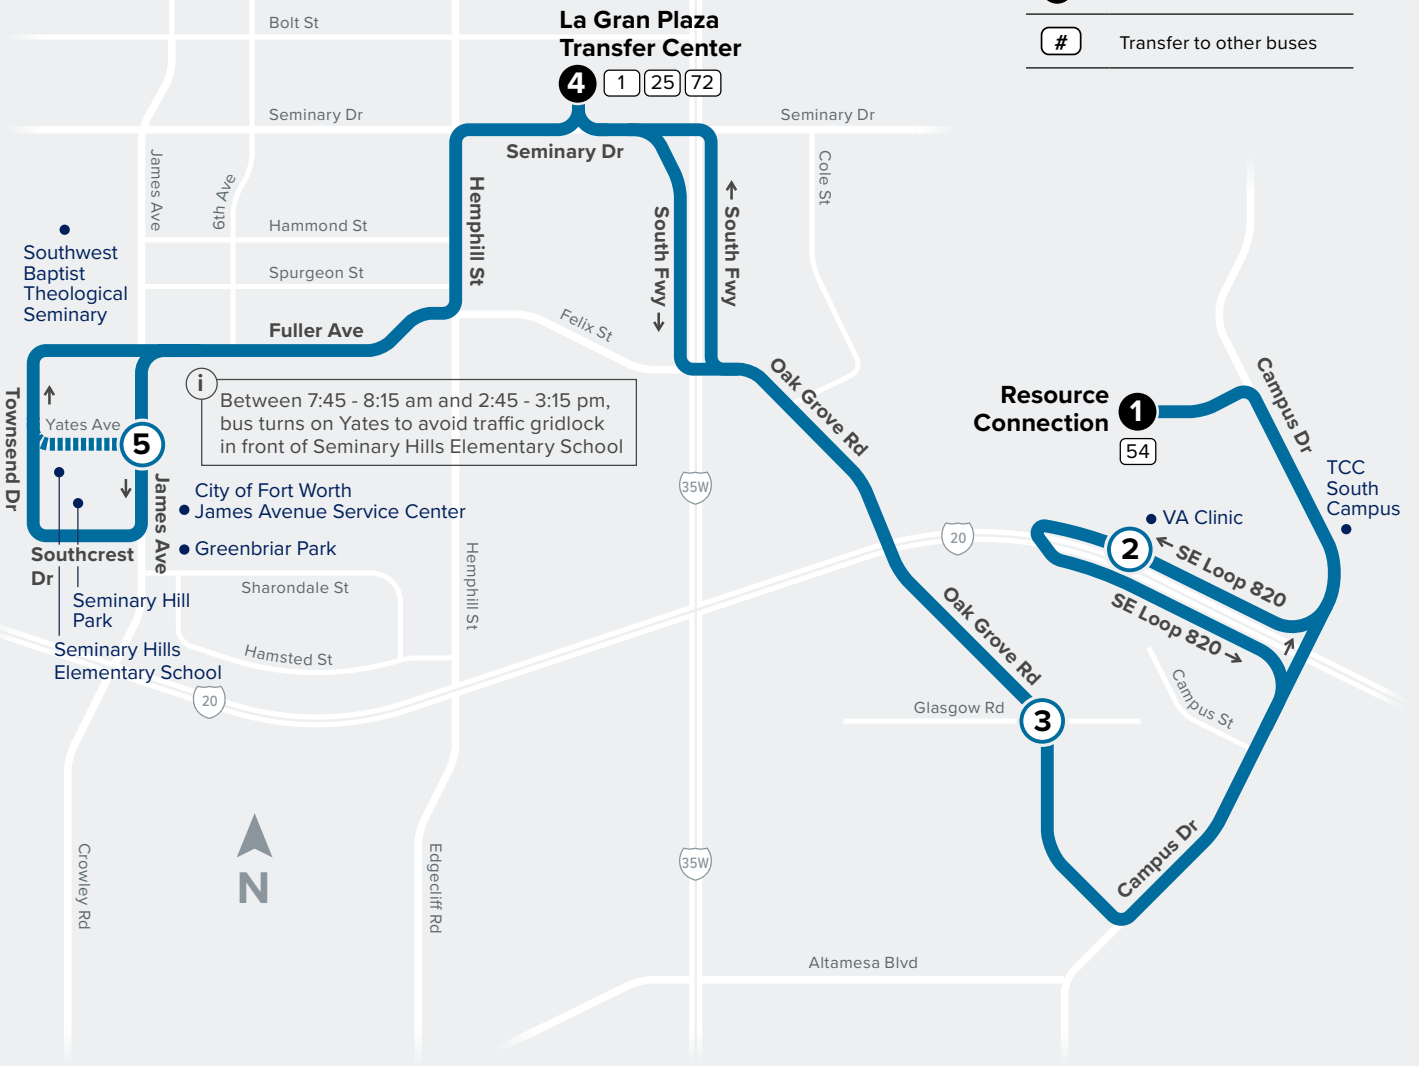 La Gran Plaza
Transfer Center
4
1
25
72
#
Transfer to other buses
Bolt St
Seminary Dr
Seminary Dr
Seminary Dr
James Ave
6th Ave
Hammond St
Spurgeon St
Hemphill St
South Fwy
South Fwy
Cole St
Felix St
Southwest
Baptist
Theological
Seminary
Fuller Ave
i
Between 7:45 - 8:15 am and 2:45 - 3:15 pm,
bus turns on Yates to avoid traffic gridlock
in front of Seminary Hills Elementary School
Townsend Dr
Yates Ave
5
James Ave
City of Fort Worth
James Avenue Service Center
Greenbriar Park
Southcrest
Dr
Seminary Hill
Park
Seminary Hills
Elementary School
Sharondale St
Hamsted St
Hemphill St
20
35W
Oak Grove Rd
Resource
Connection
1
54
Campus Dr
TCC
South
Campus
VA Clinic
2
SE Loop 820
SE Loop 820
20
Oak Grove Rd
Glasgow Rd
3
Campus St
Campus Dr
35W
Crowley Rd
N
Edgecliff Rd
Altamesa Blvd